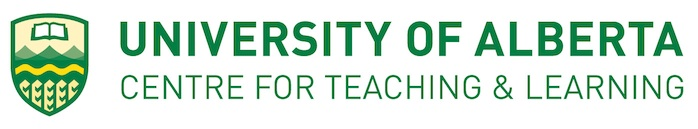 UNIVERSITY OF ALBERTA
CENTRE FOR TEACHING & LEARNING